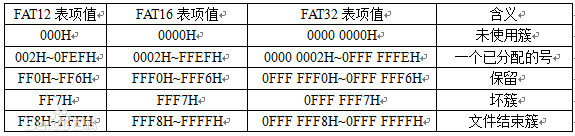 FAT12 表项值 FAT16 表项值 FAT32 表项值 含义
000H 0000H 0000 0000H 未使用簇
002H~0FEFH 0002H~FFEFH 0000 0002H~0FFF FFFEH 一个已分配的号
FF0H~FF6H FFF0H~FFF6H 0FFF FFF0H~0FFF FFF6H 保留
FF7H FFF7H 0FFF FFF7H 坏簇
FF8H~FFFH FFF8H~FFFFH 0FFF FFF8H~0FFF FFFFH 文件结束簇